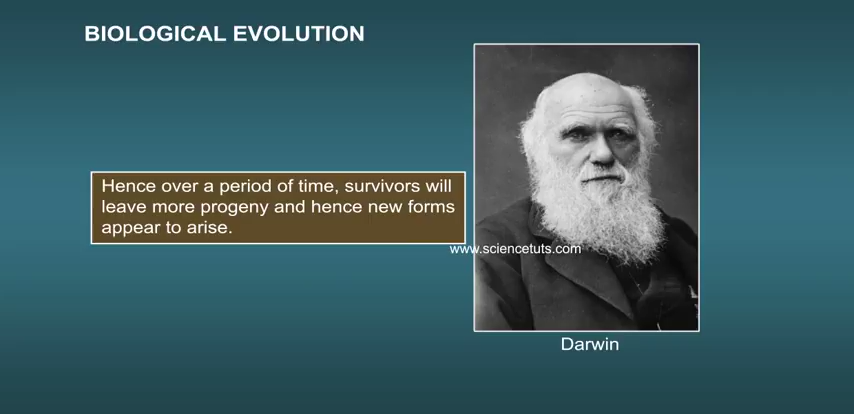 BIOLOGICAL EVOLUTION
Hence over a period of time, survivors will
leave more progeny and hence new forms
appear to arise.
www.sciencetuts.com
Darwin